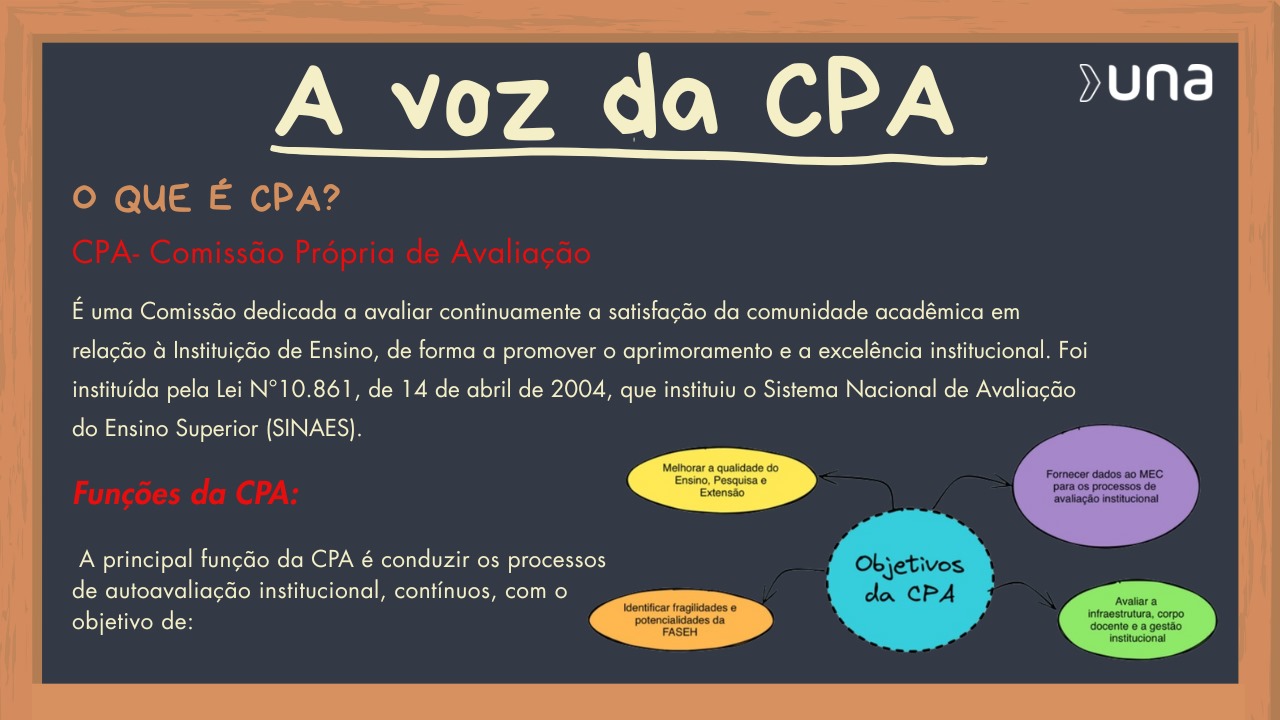 A voz da CPA
una
O QUE É CPA?
CPA- Comissão Própria de Avaliação
É uma Comissão dedicada a avaliar continuamente a satisfação da comunidade acadêmica em
relação à Instituição de Ensino, de forma a promover o aprimoramento e a excelência institucional. Foi
instituída pela Lei N°10.861, de 14 de abril de 2004, que instituiu o Sistema Nacional de Avaliação
do Ensino Superior (SINAES).
Funções da CPA:
A principal função da CPA é conduzir os processos
de autoavaliação institucional, contínuos, com o
objetivo de:
Melhorar a qualidade do
Ensino, Pesquisa e
Extensão
Fornecer dados ao MEC
para os processos de
avaliação institucional
Objetivos
da CPA
Identificar fragilidades e
potencialidades da
FASEH
Avaliar a
infraestrutura, corpo
docente e a gestão
institucional